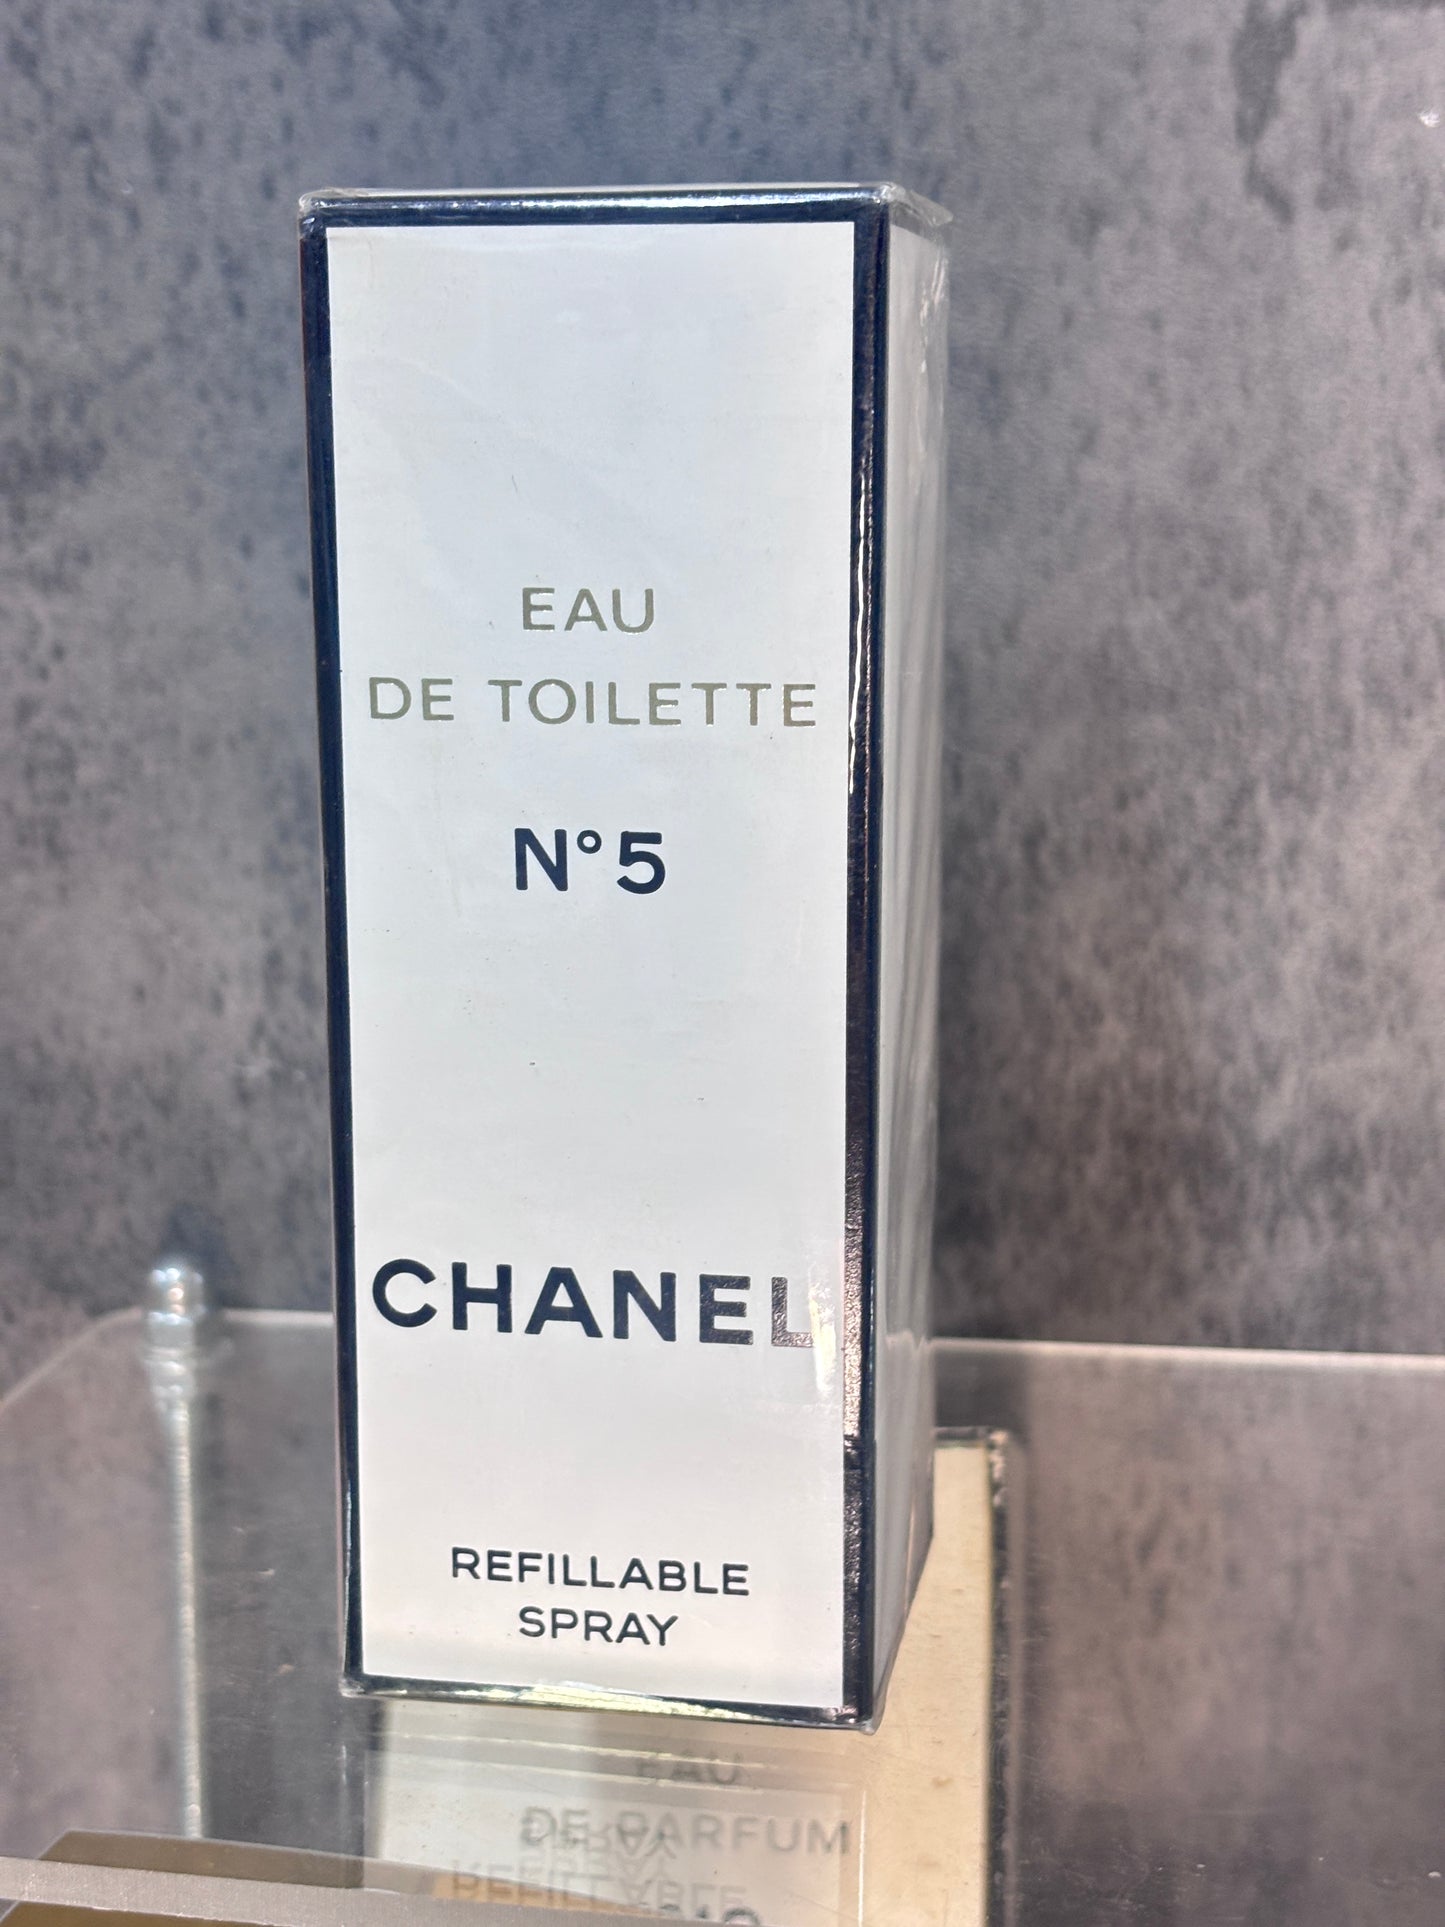 EAU
DE TOILETTE
N°5
CHANEL
REFILLABLE
SPRAY
EAU
DE PARFUM